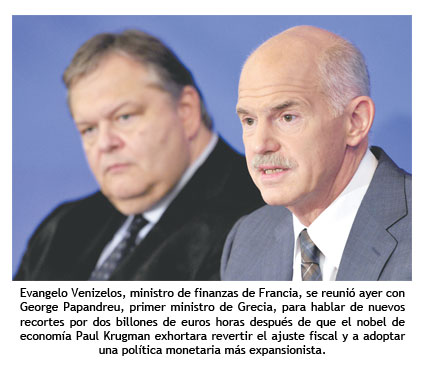 Evangelo Venizelos, ministro de finanzas de Francia, se reunió ayer con
George Papandreu, primer ministro de Grecia, para hablar de nuevos
recortes por dos billones de euros horas después de que el nobel de
economía Paul Krugman exhortara revertir el ajuste fiscal y a adoptar
una política monetaria más expansionista.